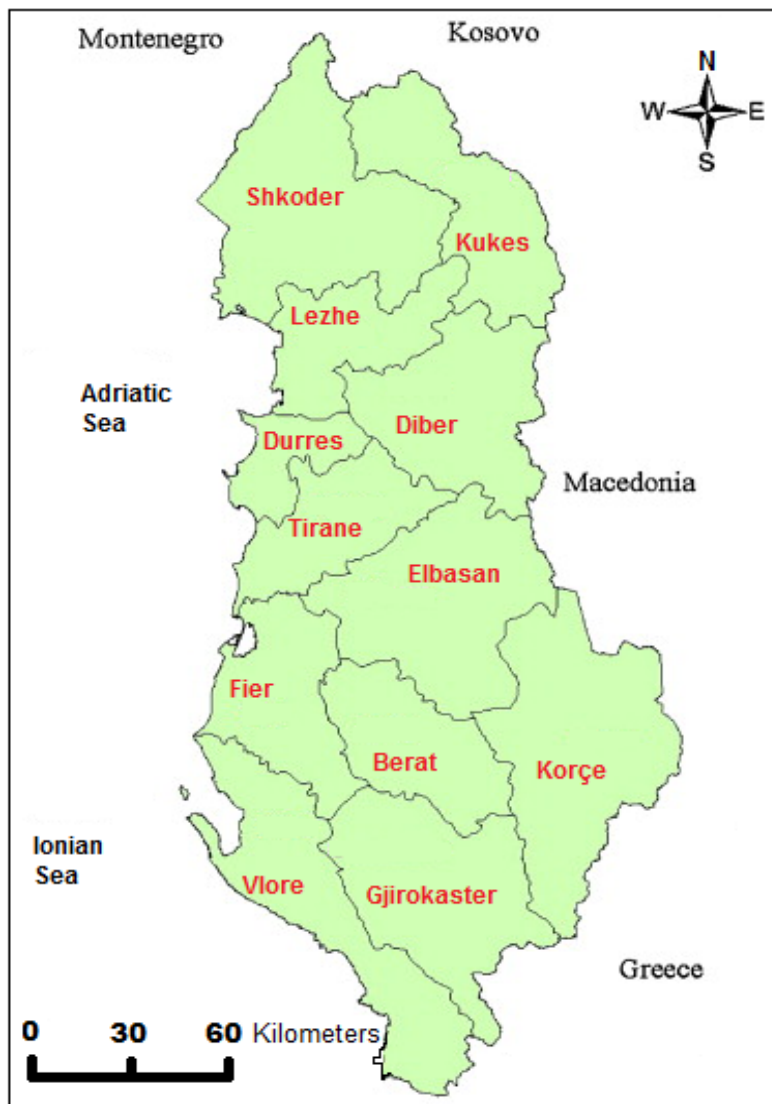 Montenegro
Kosovo
N
W E
S
Shkoder
Kukes
Lezhe
Adriatic
Sea
Diber
Durres
Macedonia
Tirane
Elbasan
Fier
Berat
Korçe
Ionian
Sea
Vlore
Gjirokaster
Greece
0 30 60 Kilometers